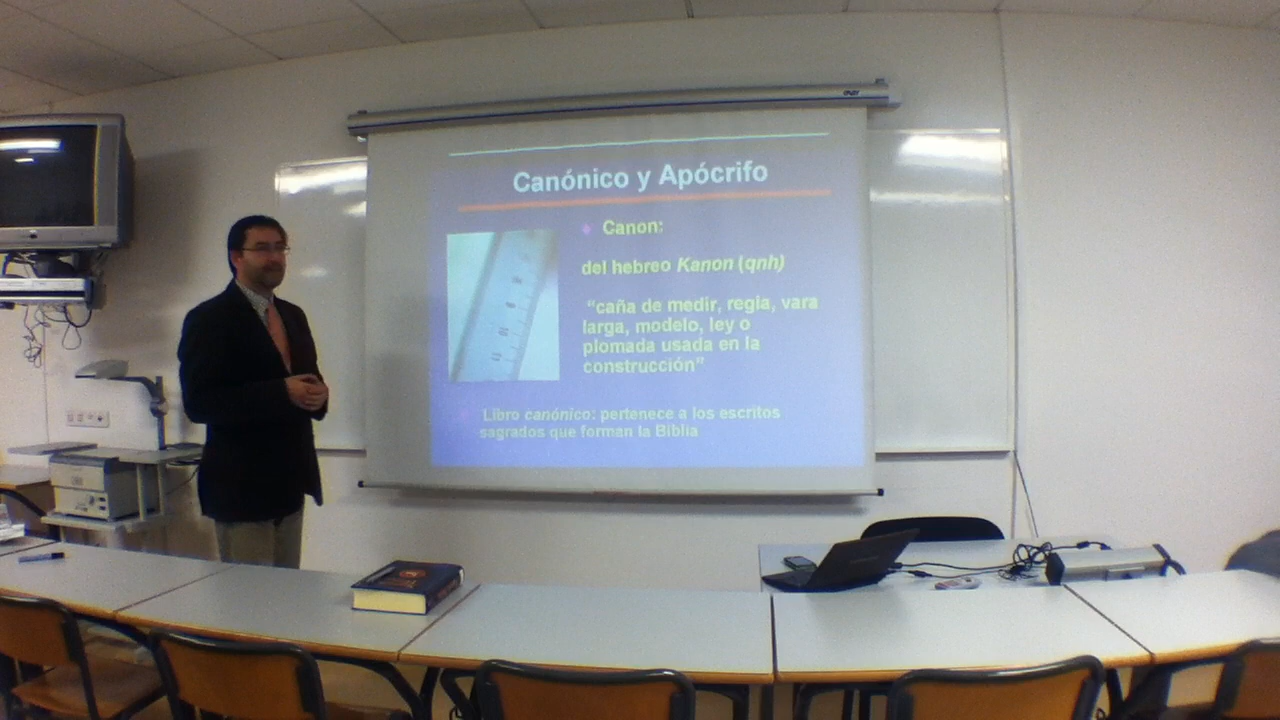 Canónico y Apócrifo
Canon:
del hebreo Kanon (qnh)
“caña de medir, regla, vara
larga, modelo, ley o
plomada usada en la
construcción”
Libro canónico: pertenece a los escritos
sagrados que forman la Biblia